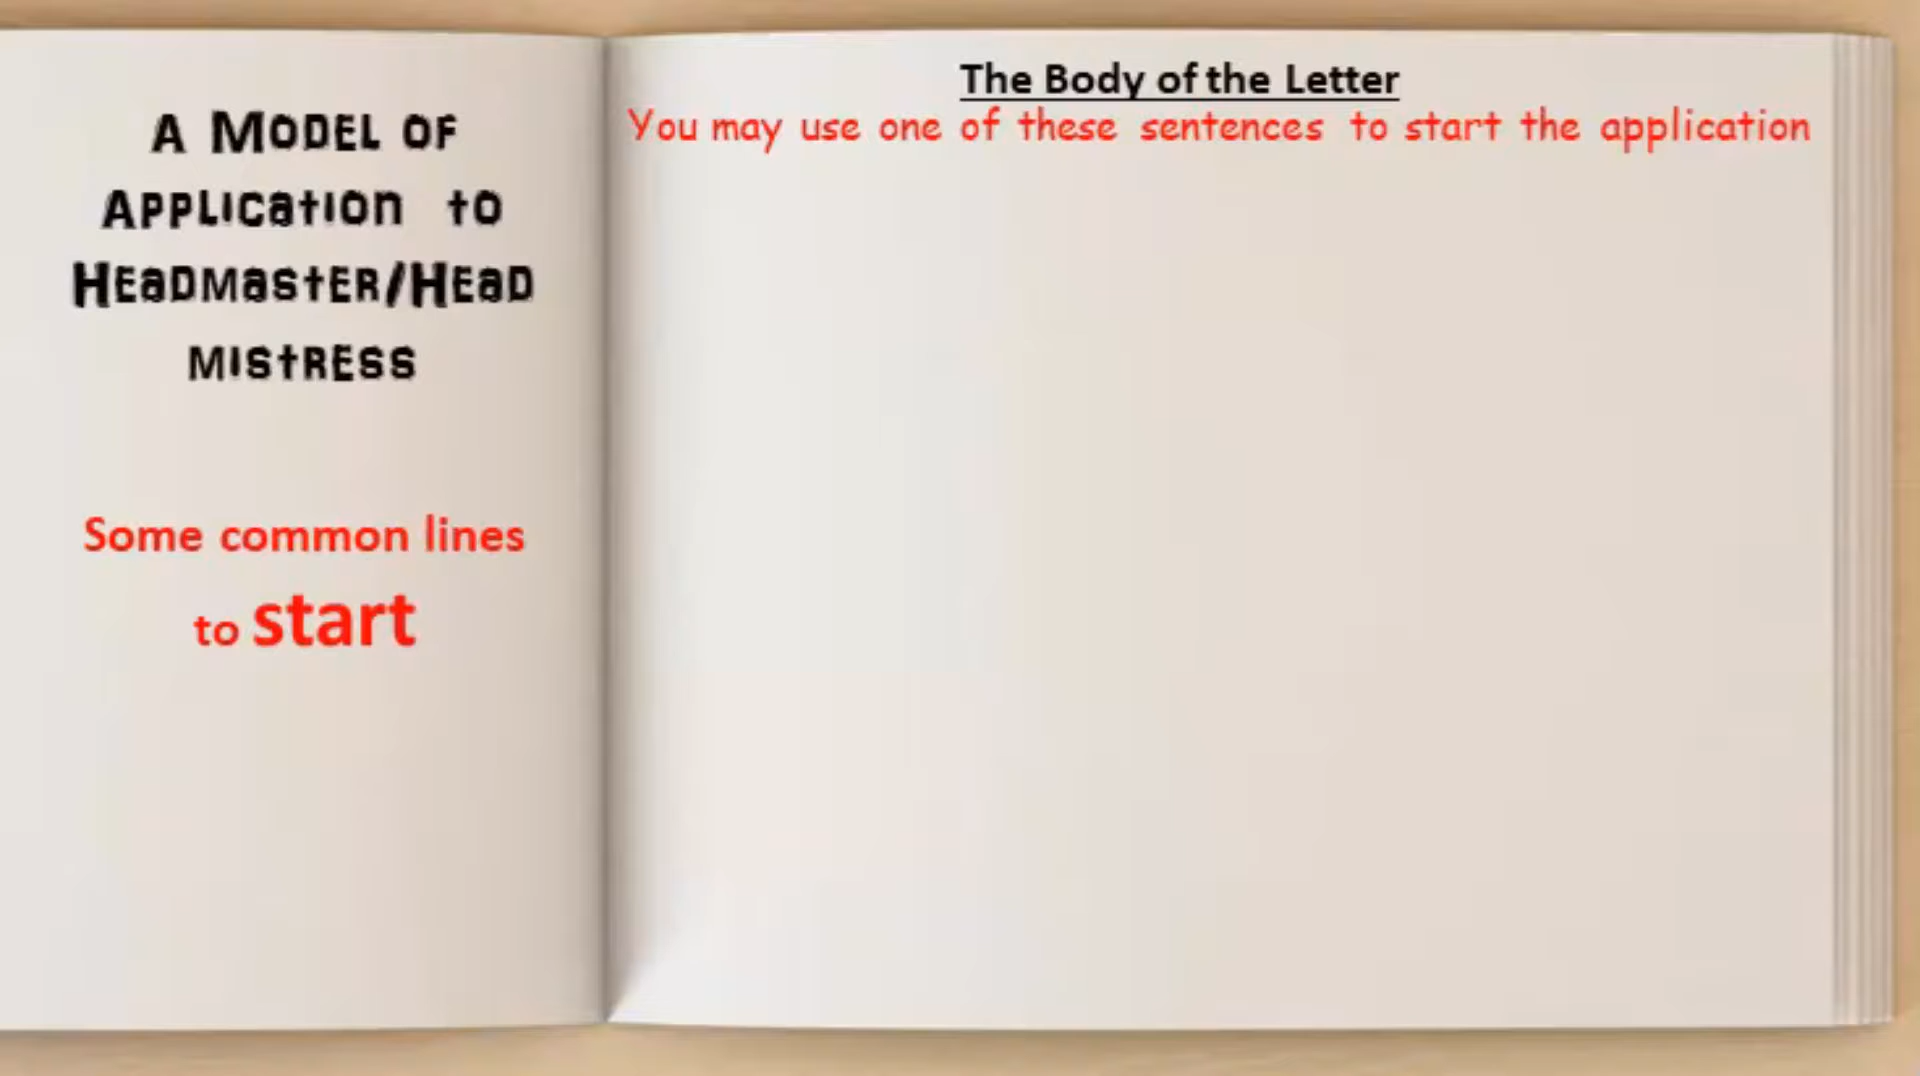 A Model of
Application to
Headmaster/Head
mistress
Some common lines
to start
The Body of the Letter
You may use one of these sentences to start the application